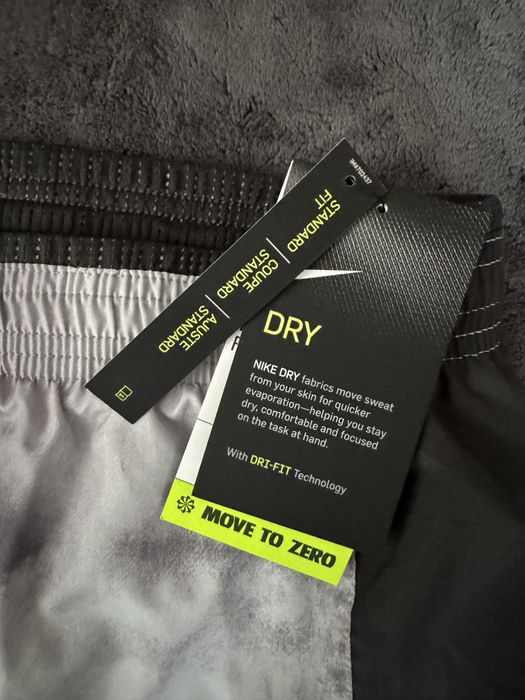 STANDARD
FIT
COUPE
STANDARD
AJUSTE
STANDARD
DRY
NIKE DRY fabrics move sweat
from your skin for quicker
evaporation—helping you stay
dry, comfortable and focused
on the task at hand.
With DRI-FIT Technology
MOVE TO ZERO